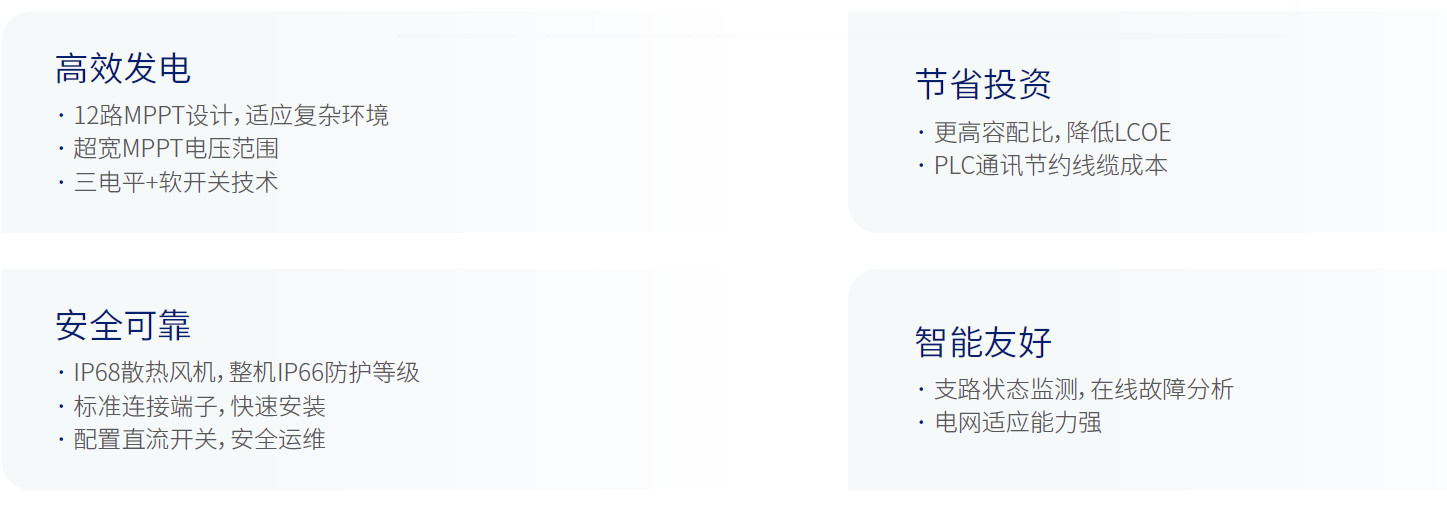 高效发电
· 12路MPPT设计，适应复杂环境
· 超宽MPPT电压范围
· 三电平+软开关技术
节省投资
· 更高容配比，降低LCOE
· PLC通讯节约线缆成本
安全可靠
· IP68散热风机，整机IP66防护等级
· 标准连接端子，快速安装
· 配置直流开关，安全运维
智能友好
· 支路状态监测，在线故障分析
· 电网适应能力强